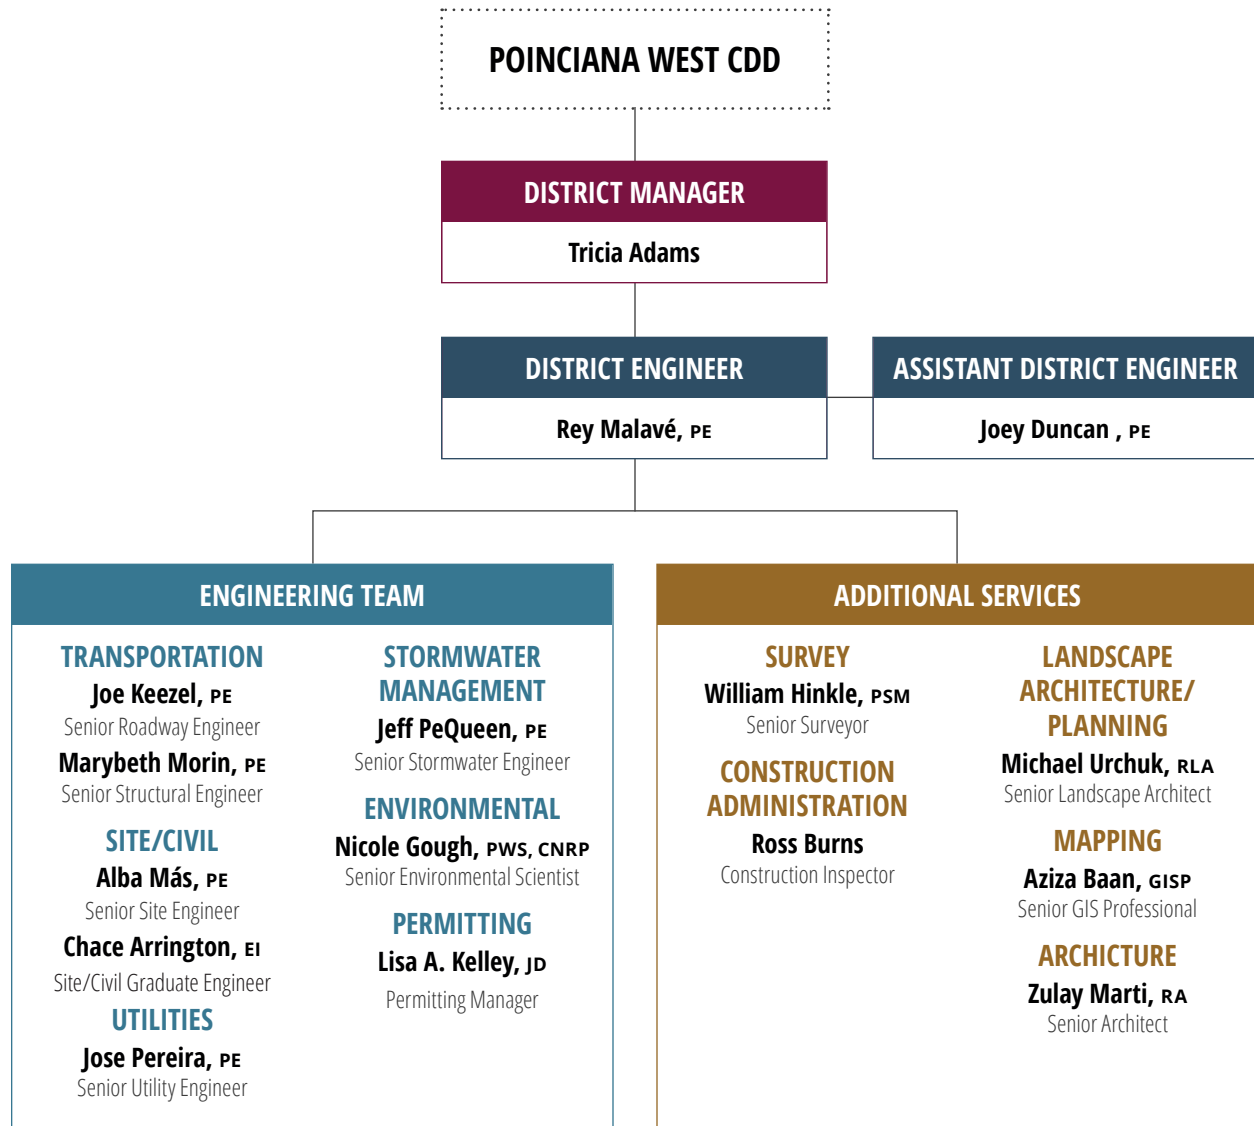 POINCIANA WEST CDD
DISTRICT MANAGER
Tricia Adams
DISTRICT ENGINEER
Rey Malavé, PE
ASSISTANT DISTRICT ENGINEER
Joey Duncan , PE
ENGINEERING TEAM
TRANSPORTATION
Joe Keezel, PE
Senior Roadway Engineer
Marybeth Morin, PE
Senior Structural Engineer
SITE/CIVIL
Alba Más, PE
Senior Site Engineer
Chace Arrington, EI
Site/Civil Graduate Engineer
UTILITIES
Jose Pereira, PE
Senior Utility Engineer
STORMWATER
MANAGEMENT
Jeff PeQueen, PE
Senior Stormwater Engineer
ENVIRONMENTAL
Nicole Gough, PWS, CNRP
Senior Environmental Scientist
PERMITTING
Lisa A. Kelley, JD
Permitting Manager
ADDITIONAL SERVICES
SURVEY
William Hinkle, PSM
Senior Surveyor
CONSTRUCTION
ADMINISTRATION
Ross Burns
Construction Inspector
LANDSCAPE
ARCHITECTURE/
PLANNING
Michael Urchuk, RLA
Senior Landscape Architect
MAPPING
Aziza Baan, GISP
Senior GIS Professional
ARCHICTURE
Zulay Marti, RA
Senior Architect